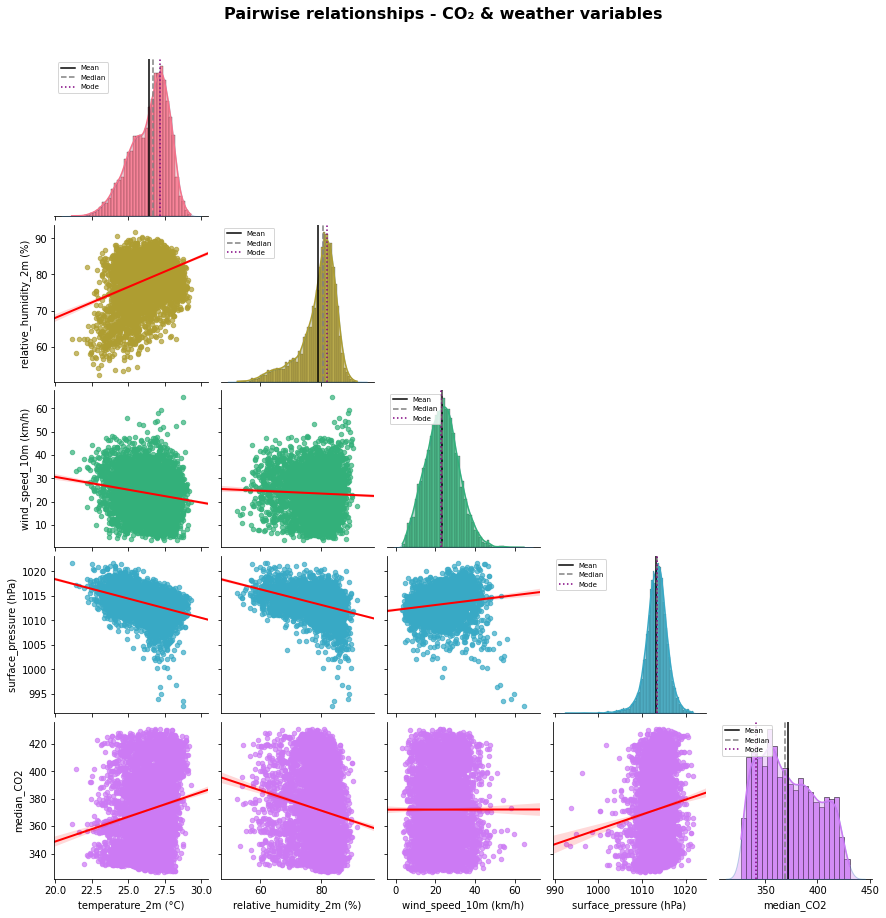 Pairwise relationships - CO₂ & weather variables
Mean
Median
Mode
relative_humidity_2m (%)
90
80
70
60
Mean
Median
Mode
wind_speed_10m (km/h)
60
50
40
30
20
10
Mean
Median
Mode
surface_pressure (hPa)
1020
1015
1010
1005
1000
995
Mean
Median
Mode
median_CO2
420
400
380
360
340
Mean
Median
Mode
20.0 22.5 25.0 27.5 30.0
60 80
0 20 40 60
990 1000 1010 1020
350 400 450
temperature_2m (°C)
relative_humidity_2m (%)
wind_speed_10m (km/h)
surface_pressure (hPa)
median_CO2